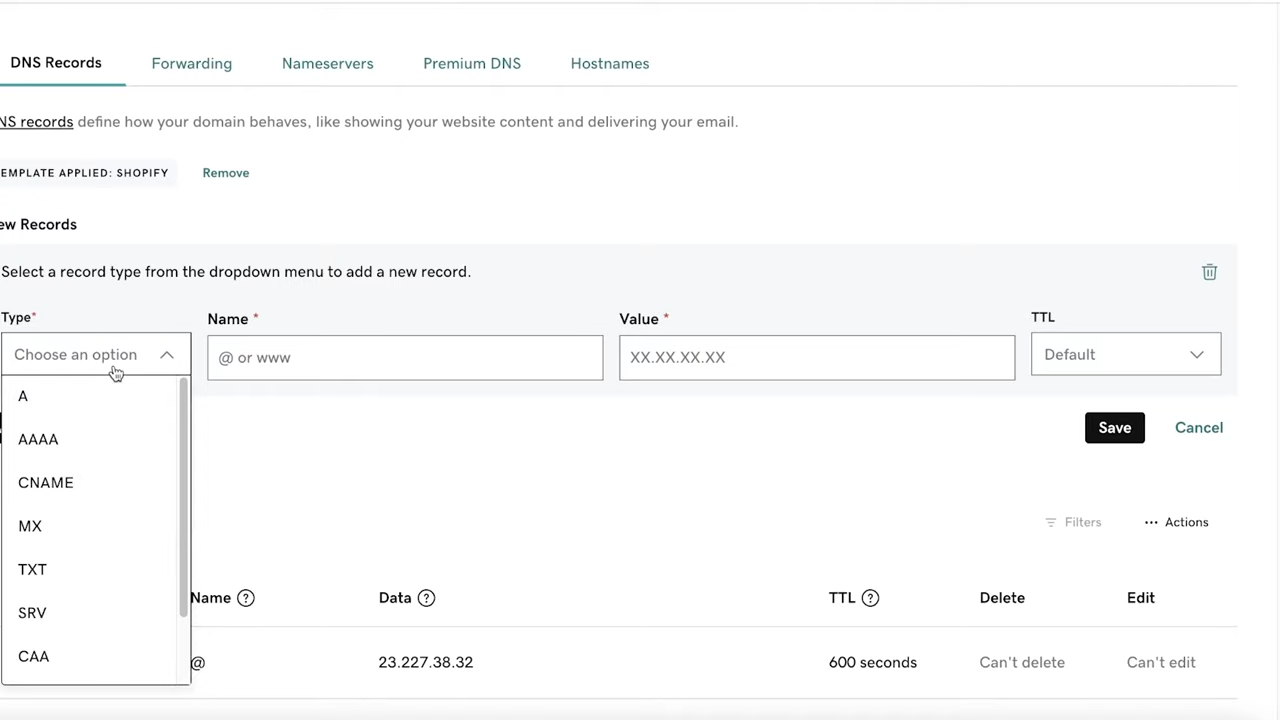 DNS Records Forwarding Nameservers Premium DNS Hostnames
NS records define how your domain behaves, like showing your website content and delivering your email.
EMPLATE APPLIED: SHOPIFY Remove
ew Records
Select a record type from the dropdown menu to add a new record.
Type* Name * Value * TTL
Choose an option @ or www XX.XX.XX.XX Default
A
AAAA
Save Cancel
CNAME
MX
Filters ··· Actions
TXT
SRV
Name ? Data ? TTL ? Delete Edit
CAA
@ 23.227.38.32 600 seconds Can't delete Can't edit